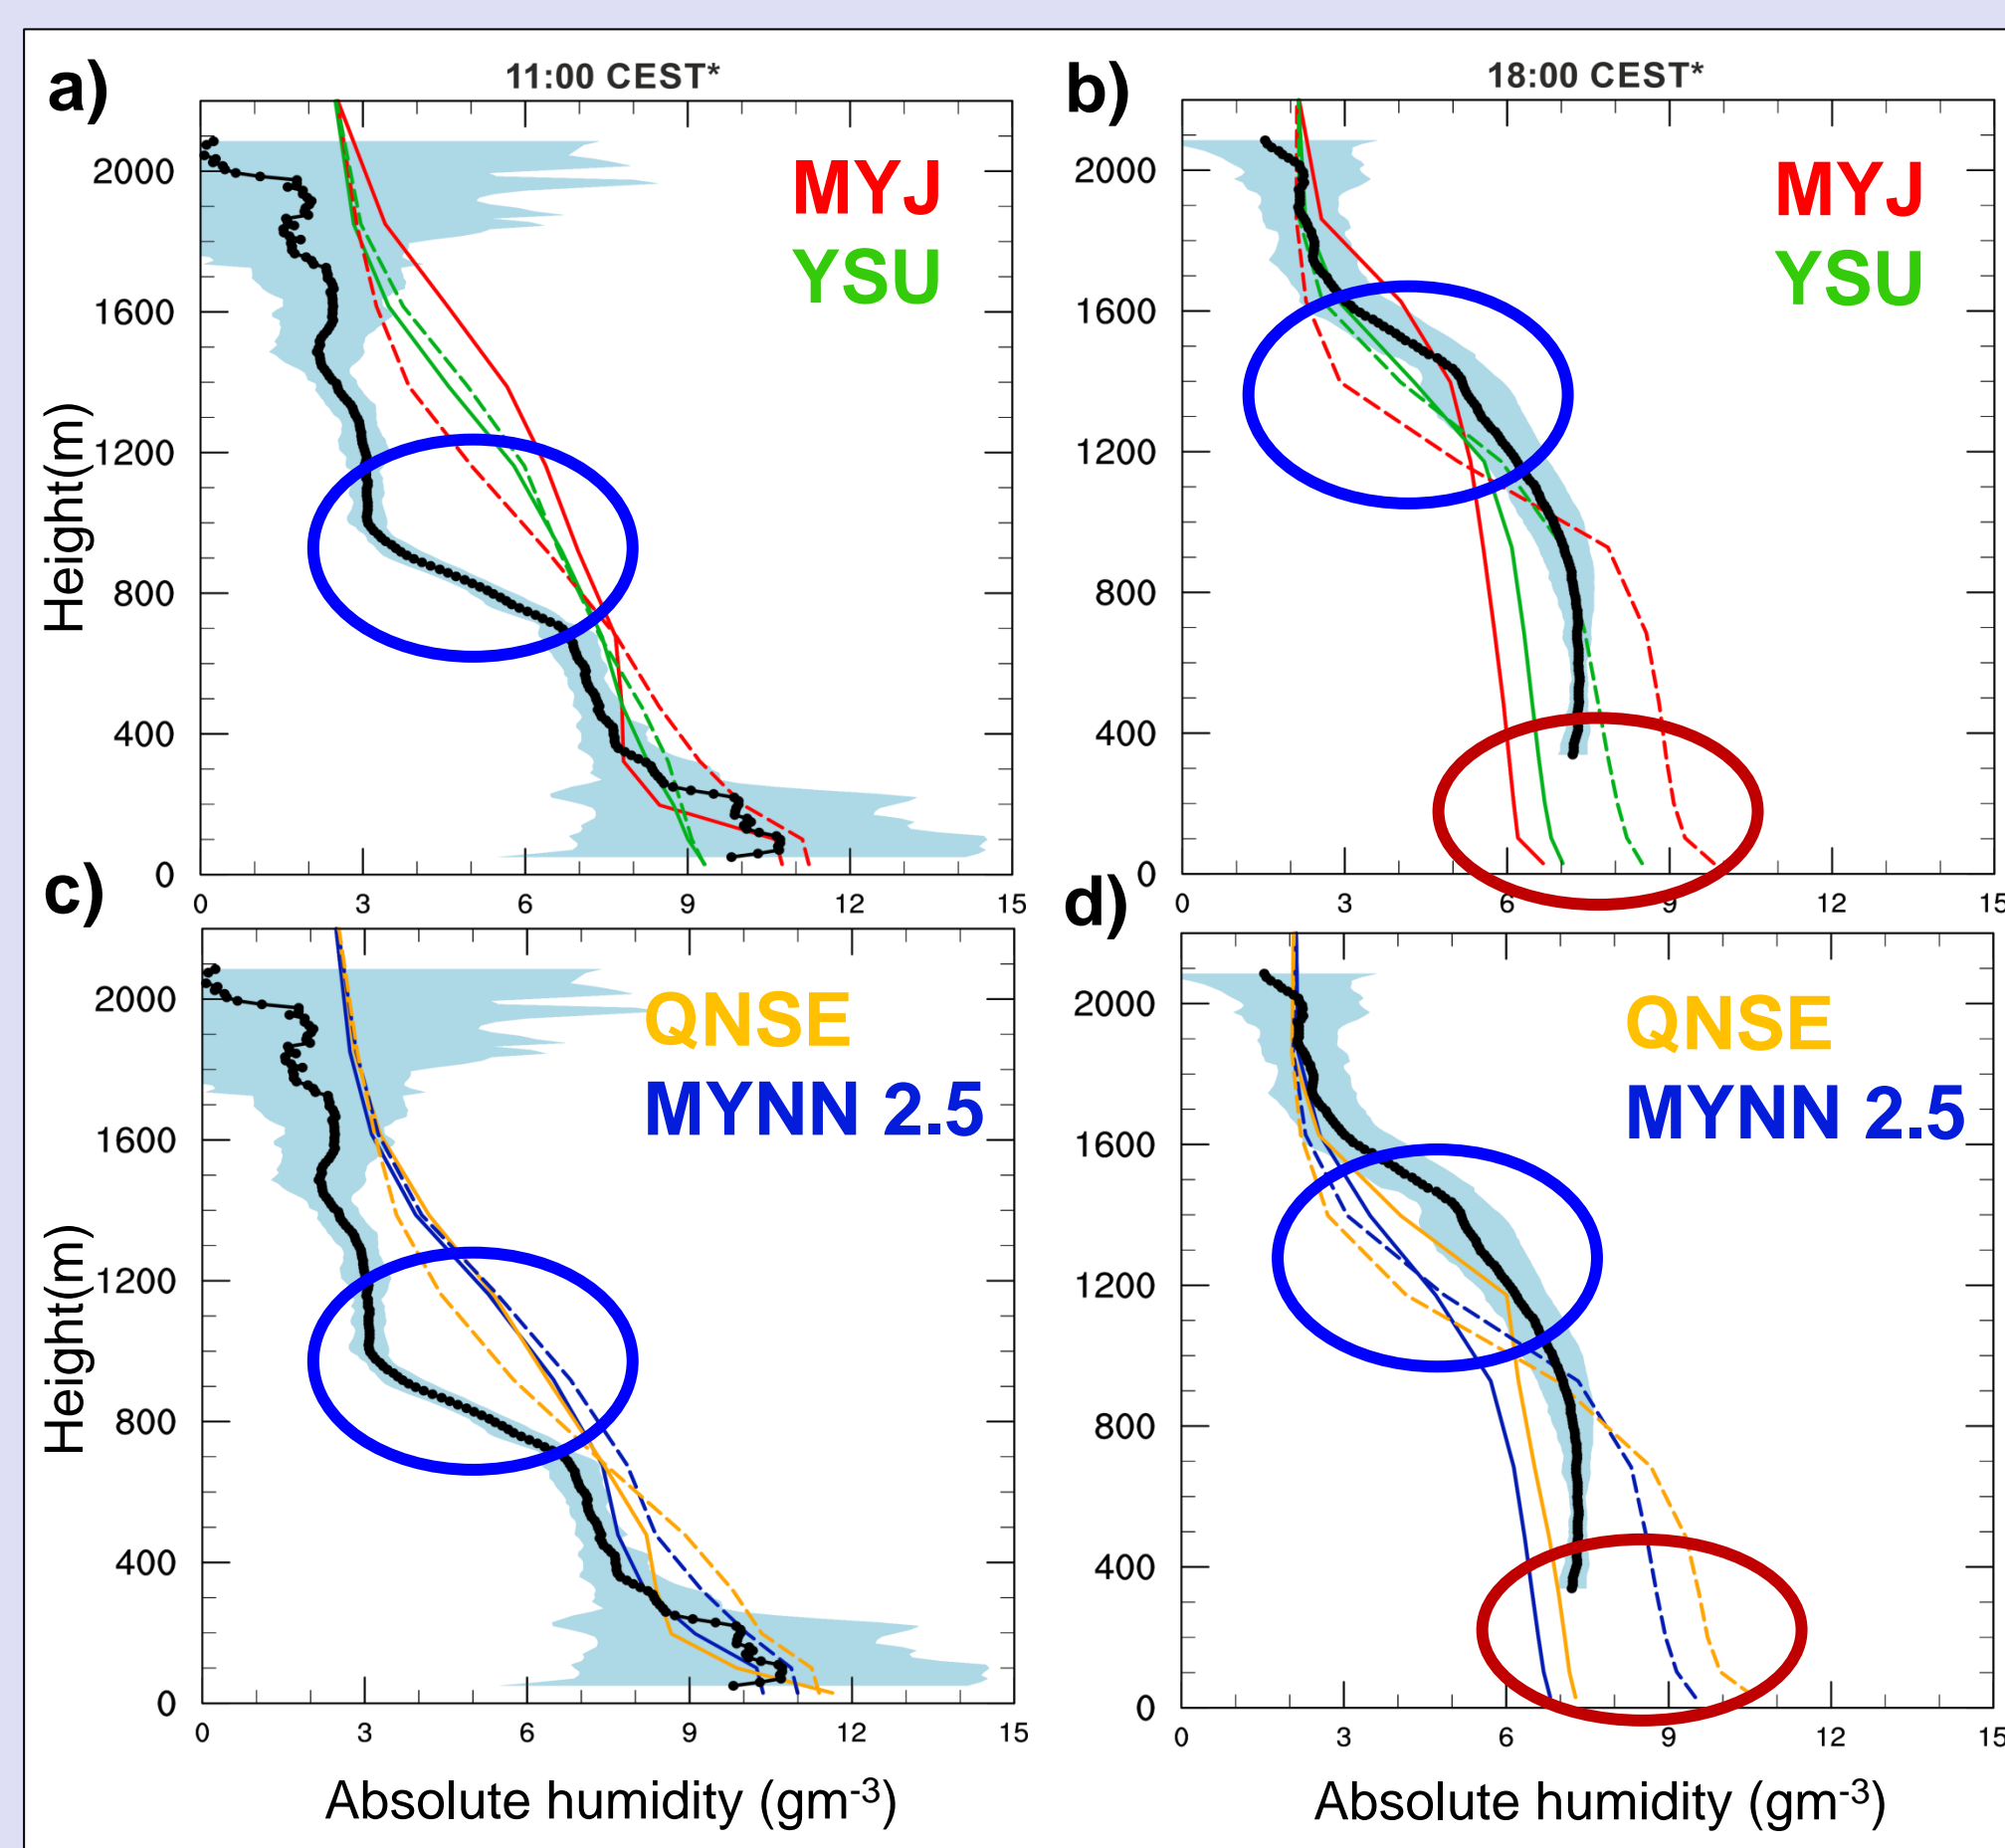 a)
11:00 CEST*
MYJ
YSU
Height(m)
2000
1600
1200
800
400
0
0 3 6 9 12 15
b)
18:00 CEST*
MYJ
YSU
2000
1600
1200
800
400
0
0 3 6 9 12 15
c)
QNSE
MYNN 2.5
Height(m)
2000
1600
1200
800
400
0
0 3 6 9 12 15
Absolute humidity (gm-3)
d)
QNSE
MYNN 2.5
2000
1600
1200
800
400
0
0 3 6 9 12 15
Absolute humidity (gm-3)